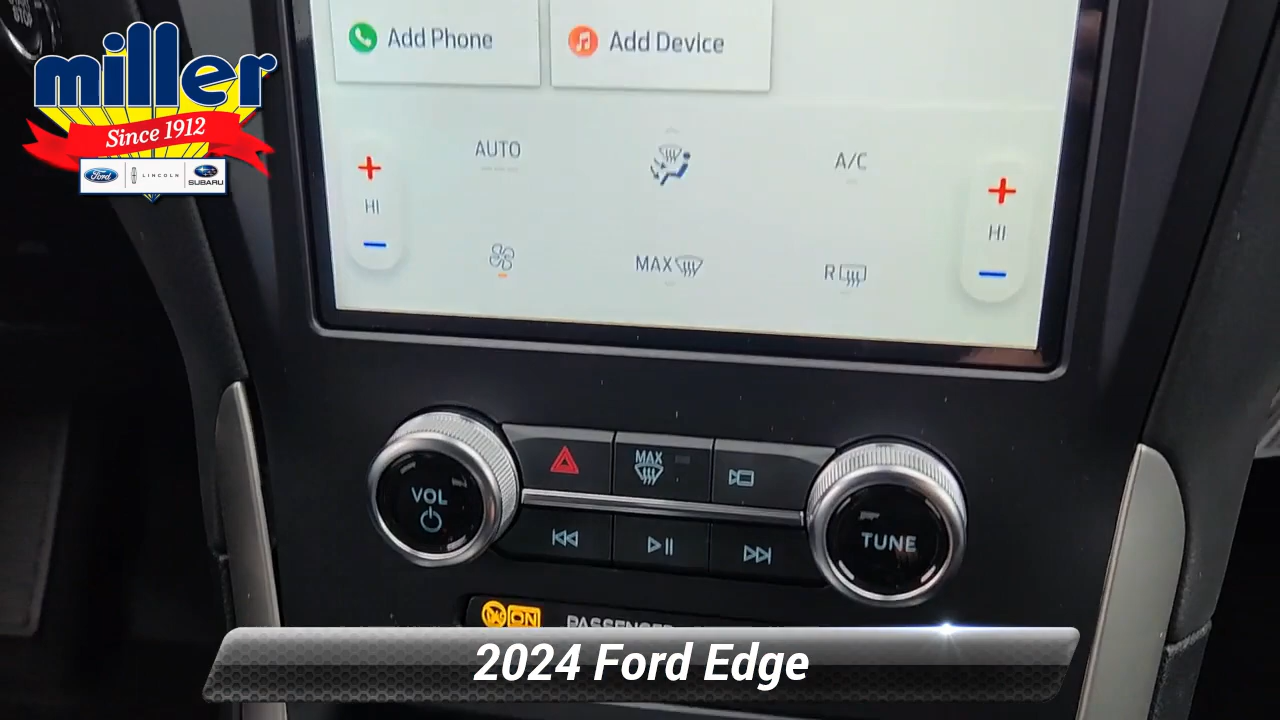 Add Phone
Add Device
miller
Since 1912
Ford
LINCOLN
SUBARU
AUTO
A/C
HI
HI
MAX
R
MAX
VOL
TUNE
ON
PASSENGER
2024 Ford Edge